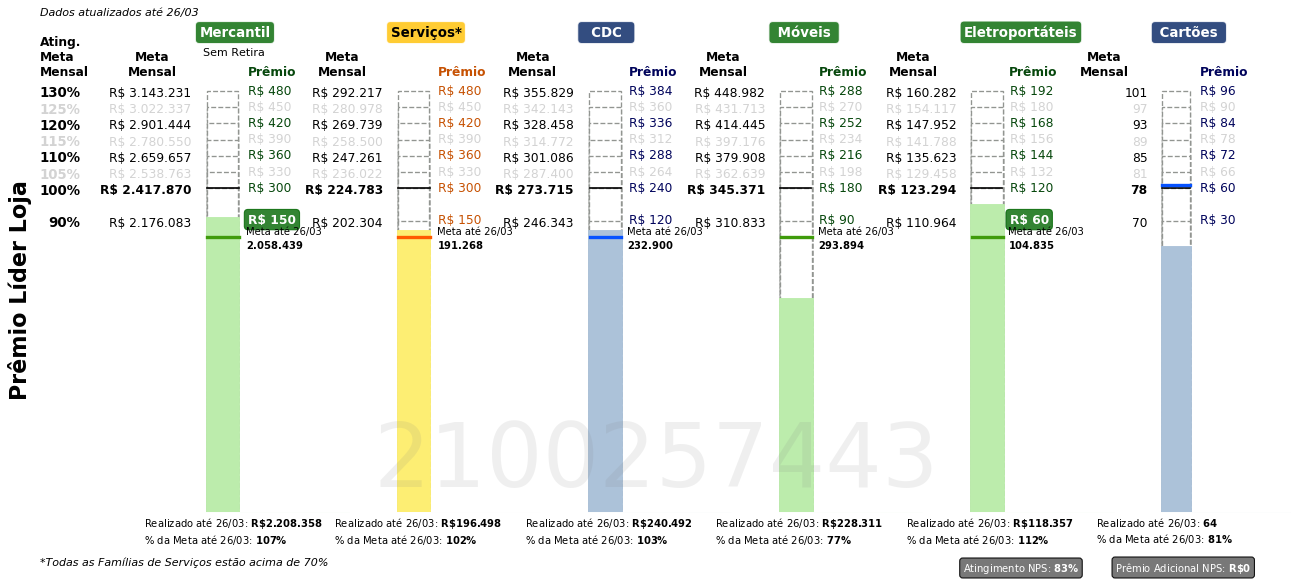 Dados atualizados até 26/03
Mercantil Serviços* CDC Móveis Eletroportáteis Cartões
Sem Retira
Ating. Meta Mensal
Meta Mensal Prêmio Meta Mensal Prêmio Meta Mensal Prêmio Meta Mensal Prêmio Meta Mensal Prêmio Meta Mensal Prêmio
130% R$ 3.143.231 R$ 480 R$ 292.217 R$ 480 R$ 355.829 R$ 384 R$ 448.982 R$ 288 R$ 160.282 R$ 192 101 R$ 96
125% R$ 3.022.337 R$ 450 R$ 280.978 R$ 450 R$ 342.143 R$ 360 R$ 431.713 R$ 270 R$ 154.117 R$ 180 97 R$ 90
120% R$ 2.901.444 R$ 420 R$ 269.739 R$ 420 R$ 328.458 R$ 336 R$ 414.445 R$ 252 R$ 147.952 R$ 168 93 R$ 84
115% R$ 2.780.550 R$ 390 R$ 258.500 R$ 390 R$ 314.772 R$ 312 R$ 397.176 R$ 234 R$ 141.788 R$ 156 89 R$ 78
110% R$ 2.659.657 R$ 360 R$ 247.261 R$ 360 R$ 301.086 R$ 288 R$ 379.908 R$ 216 R$ 135.623 R$ 144 85 R$ 72
105% R$ 2.538.763 R$ 330 R$ 236.022 R$ 330 R$ 287.400 R$ 264 R$ 362.639 R$ 198 R$ 129.458 R$ 132 81 R$ 66
100% R$ 2.417.870 R$ 300 R$ 224.783 R$ 300 R$ 273.715 R$ 240 R$ 345.371 R$ 180 R$ 123.294 R$ 120 78 R$ 60
90% R$ 2.176.083 R$ 150 R$ 202.304 R$ 150 R$ 246.343 R$ 120 R$ 310.833 R$ 90 R$ 110.964 R$ 60 70 R$ 30
Meta até 26/03 Meta até 26/03 Meta até 26/03 Meta até 26/03 Meta até 26/03
2.058.439 191.268 232.900 293.894 104.835
Prêmio Líder Loja
2100257443
Realizado até 26/03: R$2.208.358 Realizado até 26/03: R$196.498 Realizado até 26/03: R$240.492 Realizado até 26/03: R$228.311 Realizado até 26/03: R$118.357 Realizado até 26/03: 64
% da Meta até 26/03: 107% % da Meta até 26/03: 102% % da Meta até 26/03: 103% % da Meta até 26/03: 77% % da Meta até 26/03: 112% % da Meta até 26/03: 81%
*Todas as Famílias de Serviços estão acima de 70%
Atingimento NPS: 83% Prêmio Adicional NPS: R$0